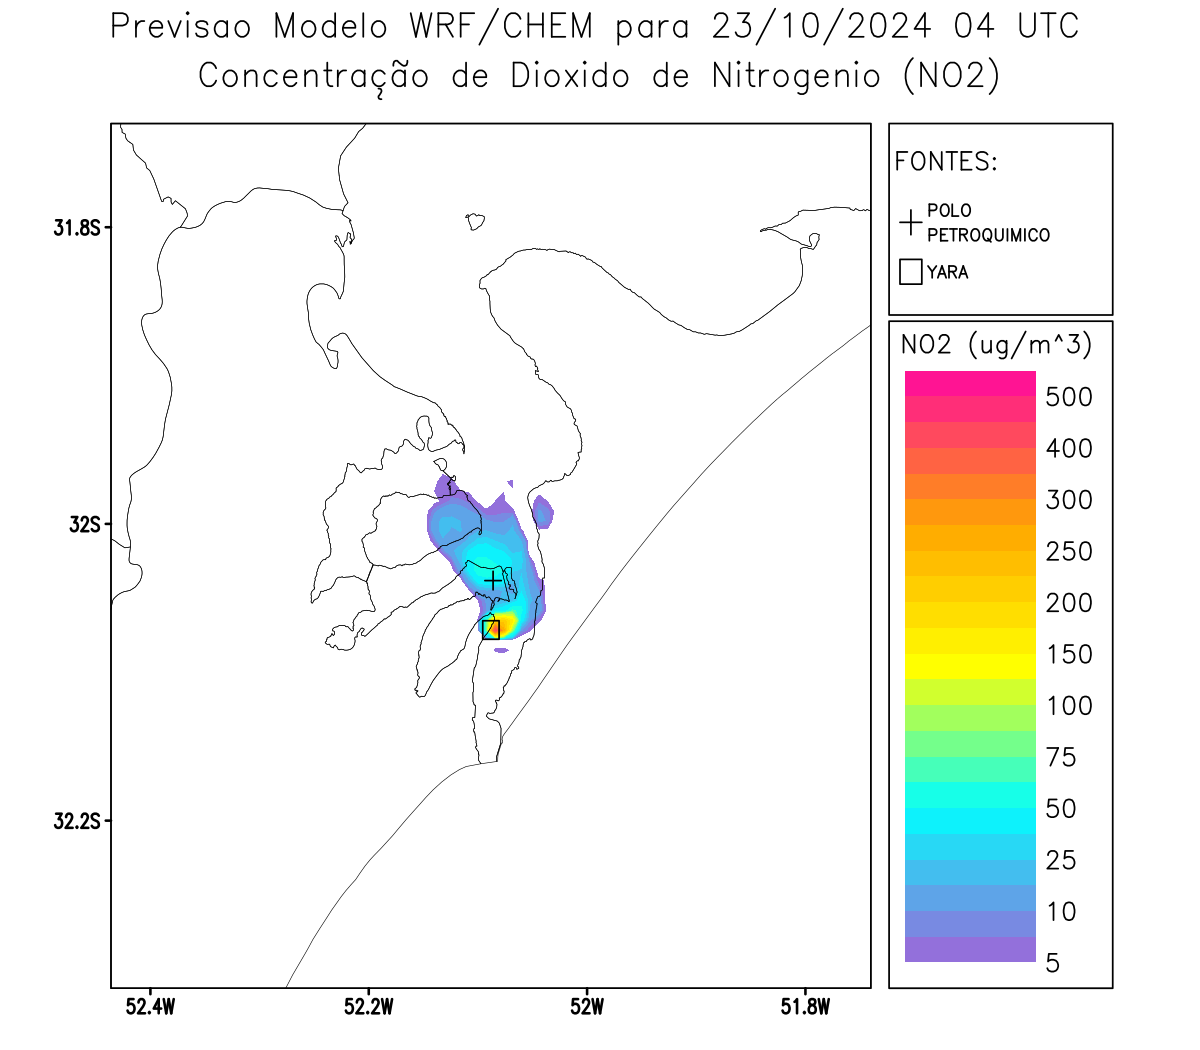 Previsao Modelo WRF/CHEM para 23/10/2024 04 UTC
Concentração de Dioxido de Nitrogenio (NO2)
FONTES:
POLO
PETROQUIMICO
YARA
31.8S
32S
32.2S
52.4W
52.2W
52W
51.8W
NO2 (ug/m^3)
500
400
300
250
200
150
100
75
50
25
10
5